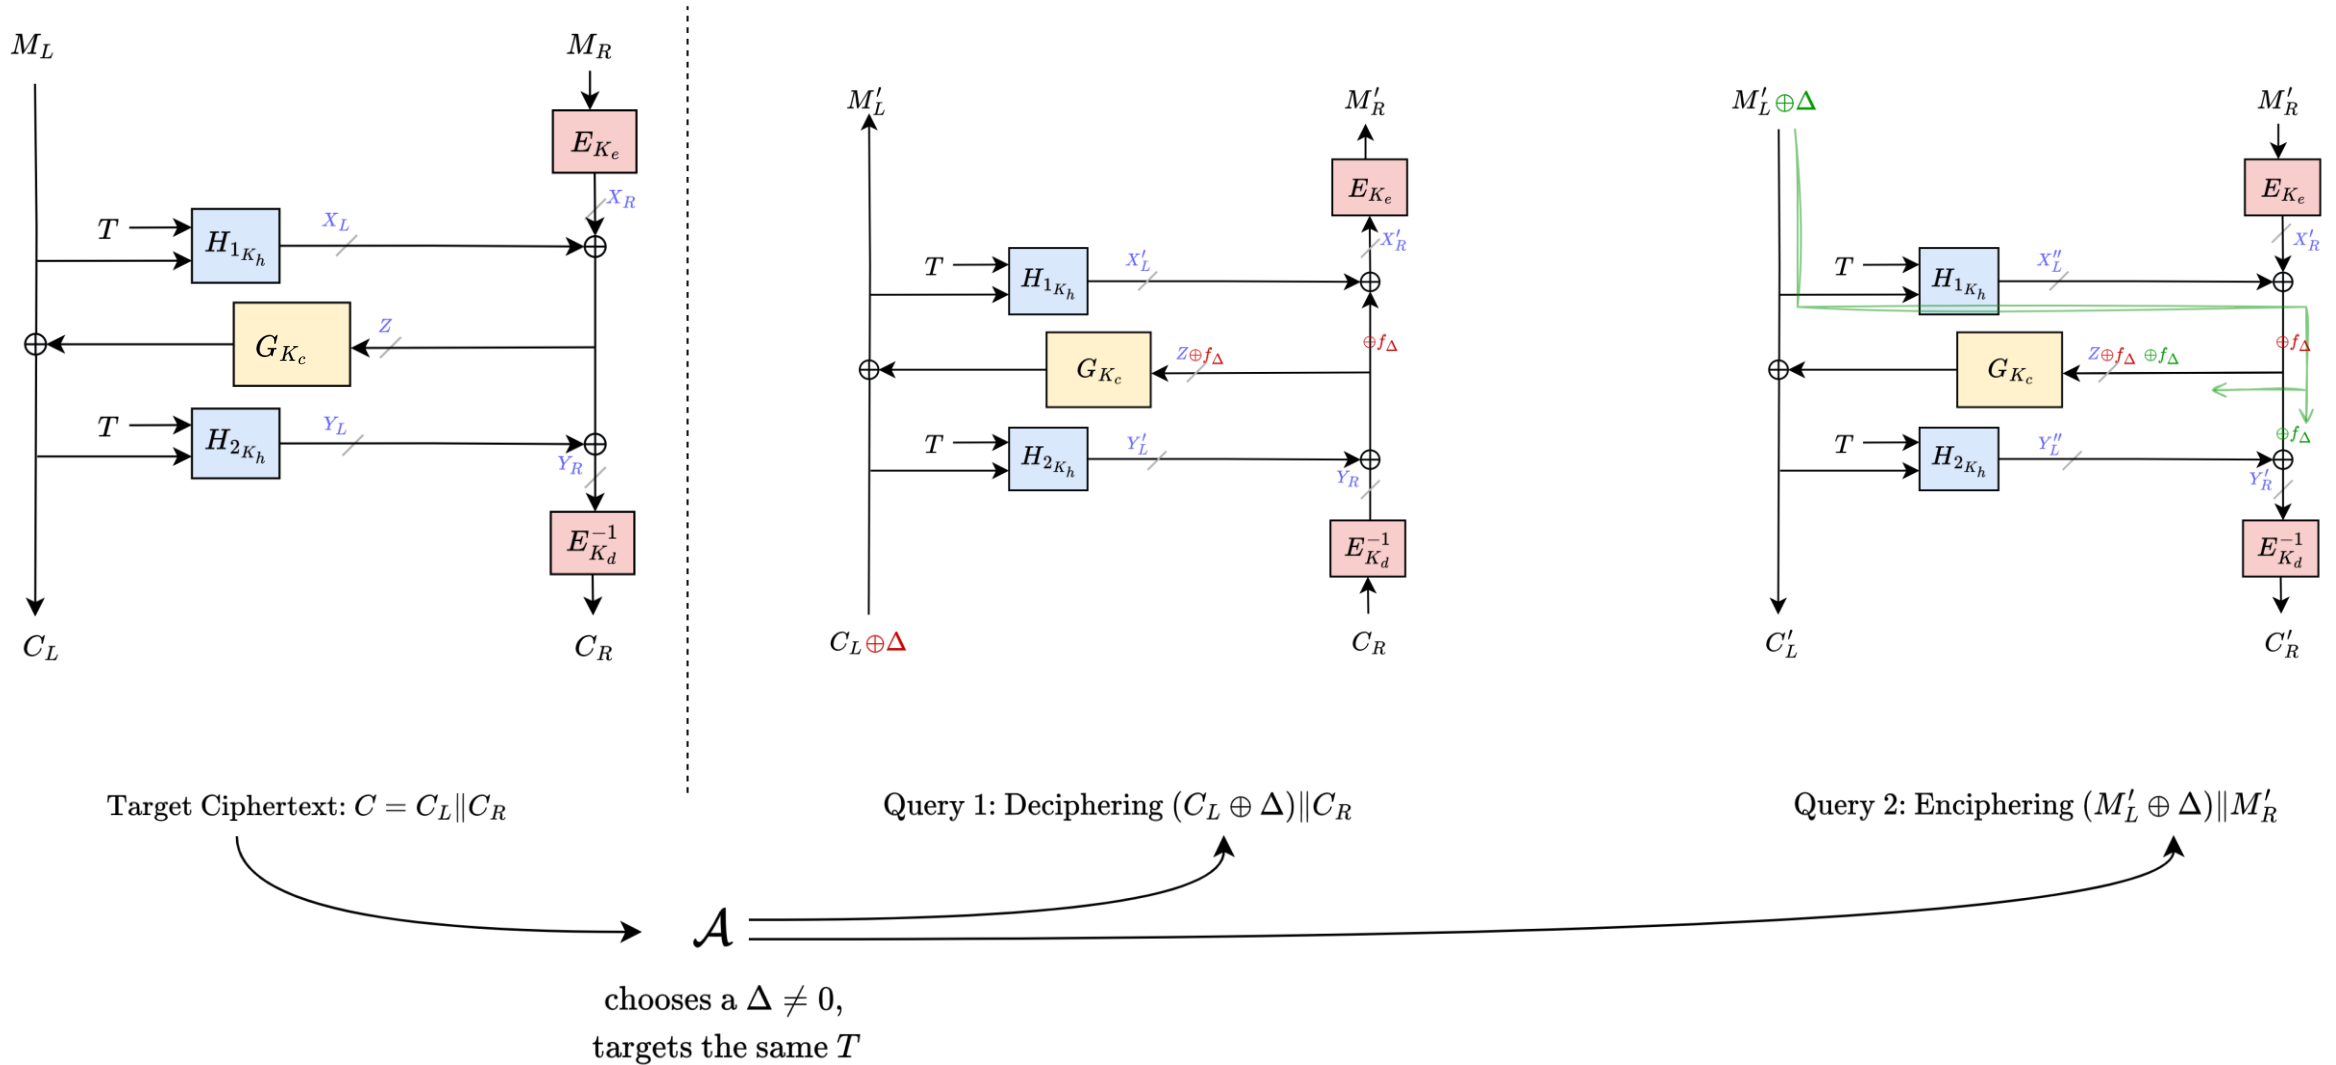 M_L M_R
E_{K_e}
X_R
T H_{1_{K_h}} X_L
G_{K_c} Z
T H_{2_{K_h}} Y_L
Y_R
E^{-1}_{K_d}
C_L C_R
Target Ciphertext: C = C_L∥C_R
M'_L M'_R
E_{K_e}
X'_R
T H_{1_{K_h}} X'_L
⊕f_Δ
G_{K_c} Z⊕f_Δ
T H_{2_{K_h}} Y'_L
Y_R
E^{-1}_{K_d}
C_L⊕Δ C_R
Query 1: Deciphering (C_L ⊕ Δ)∥C_R
M'_L⊕Δ M'_R
E_{K_e}
X'_R
T H_{1_{K_h}} X''_L
⊕f_Δ
G_{K_c} Z⊕f_Δ ⊕f_Δ
⊕f_Δ
T H_{2_{K_h}} Y''_L
Y'_R
E^{-1}_{K_d}
C'_L C'_R
Query 2: Enciphering (M'_L ⊕ Δ)∥M'_R
𝒜
chooses a Δ ≠ 0,
targets the same T